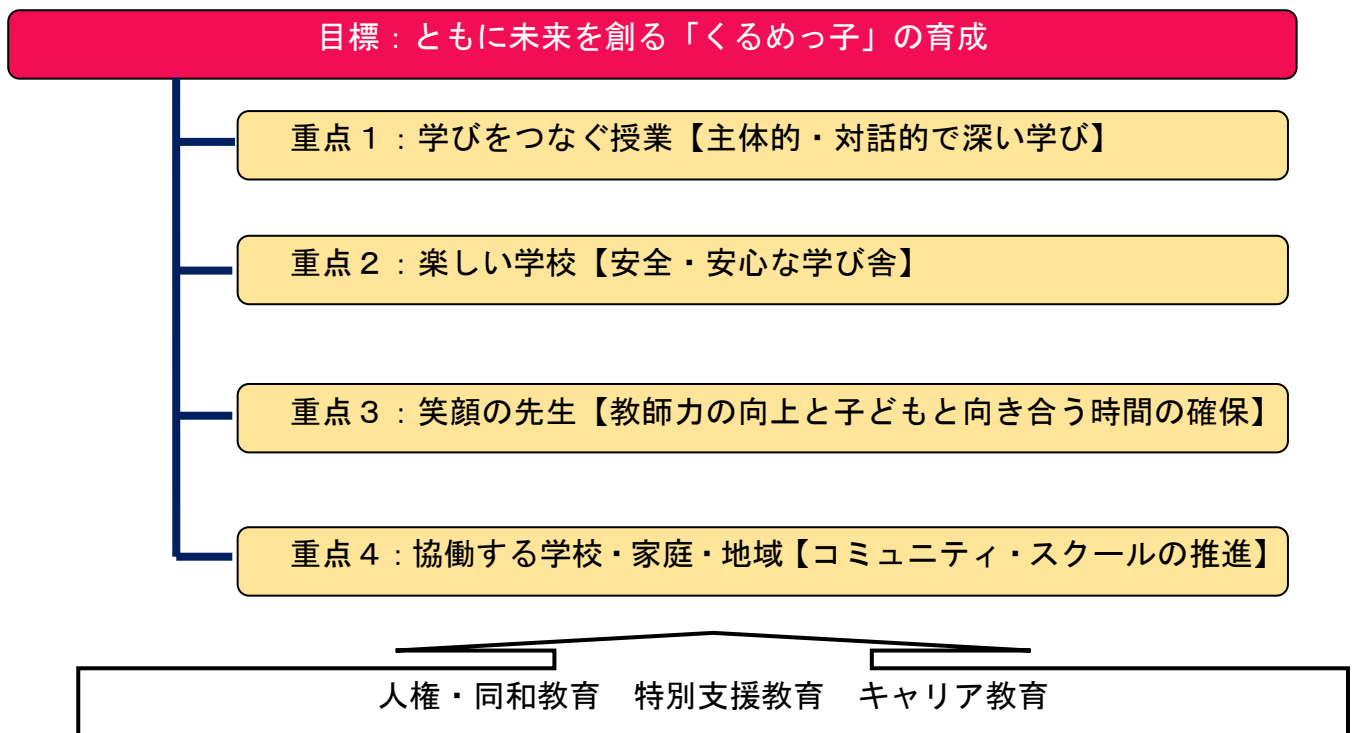 目標：ともに未来を創る「くるめっ子」の育成
重点１：学びをつなぐ授業【主体的・対話的で深い学び】
重点２：楽しい学校【安全・安心な学び舎】
重点３：笑顔の先生【教師力の向上と子どもと向き合う時間の確保】
重点４：協働する学校・家庭・地域【コミュニティ・スクールの推進】
人権・同和教育　特別支援教育　キャリア教育